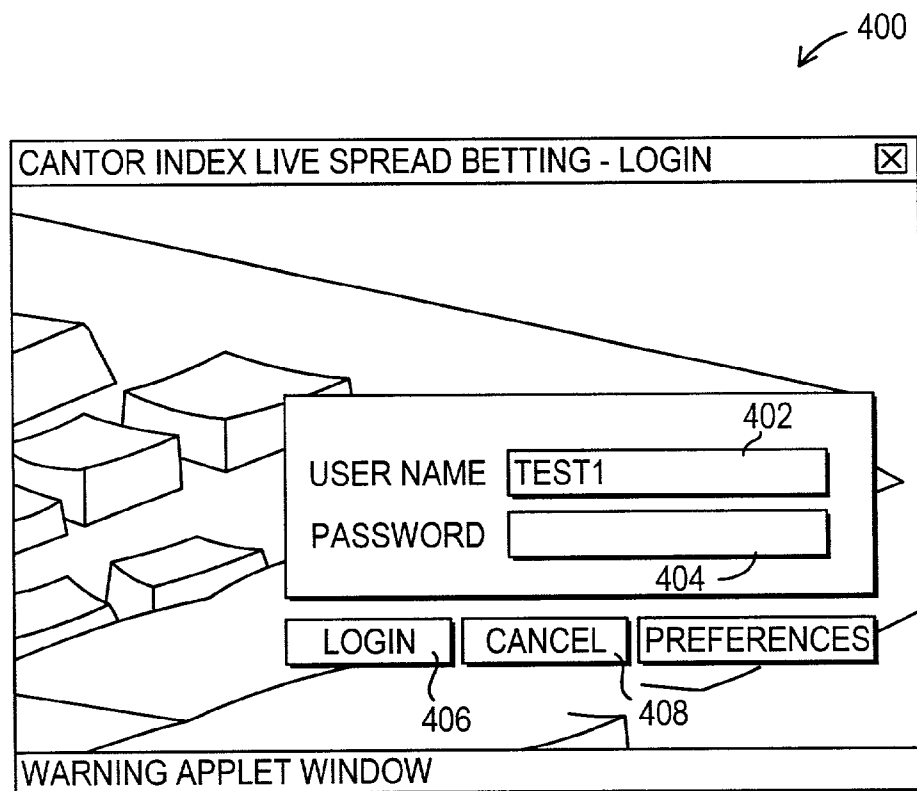 400
CANTOR INDEX LIVE SPREAD BETTING - LOGIN
402
USER NAME TEST1
PASSWORD
404
LOGIN CANCEL PREFERENCES
406 408
WARNING APPLET WINDOW